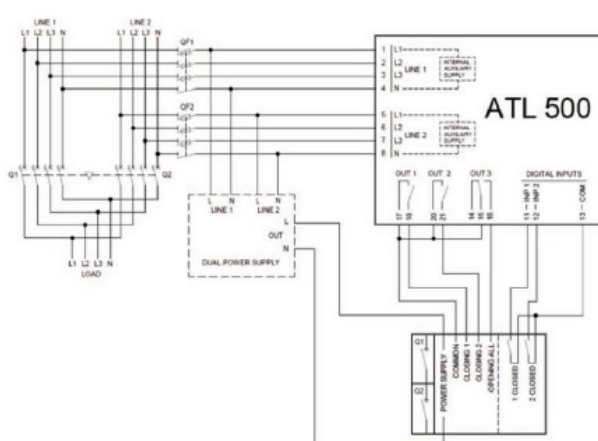 LINE 1 LINE 2
L1 L2 L3 N L1 L2 L3 N
QF1
1 L1
2 L2
3 L3
4 N
LINE 1
INTERNAL
AUXILIARY
SUPPLY
ATL 500
QF2
5 L1
6 L2
7 L3
8 N
LINE 2
INTERNAL
AUXILIARY
SUPPLY
Q1 Q2
OUT 1 OUT 2 OUT 3 DIGITAL INPUTS
INP 1
INP 2
COM
17 18 20 21 14 15 16 11 12 13
L N L N
LINE 1 LINE 2
L
OUT
N
DUAL POWER SUPPLY
L1 L2 L3 N
LOAD
Q1
Q2
POWER SUPPLY
COMMON
CLOSING 1
CLOSING 2
OPENING ALL
1 CLOSED
2 CLOSED